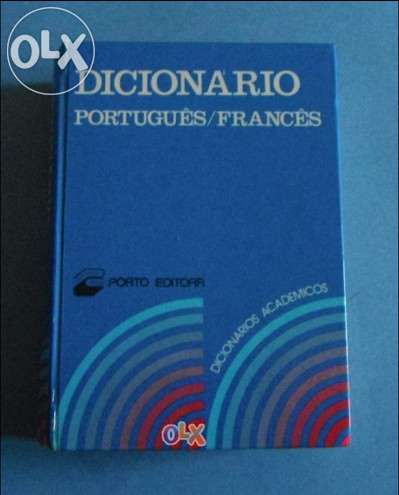 OLX
DICIONARIO
PORTUGUÊS/FRANCÊS
PORTO EDITORA
DICIONÁRIOS ACADÉMICOS
OLX